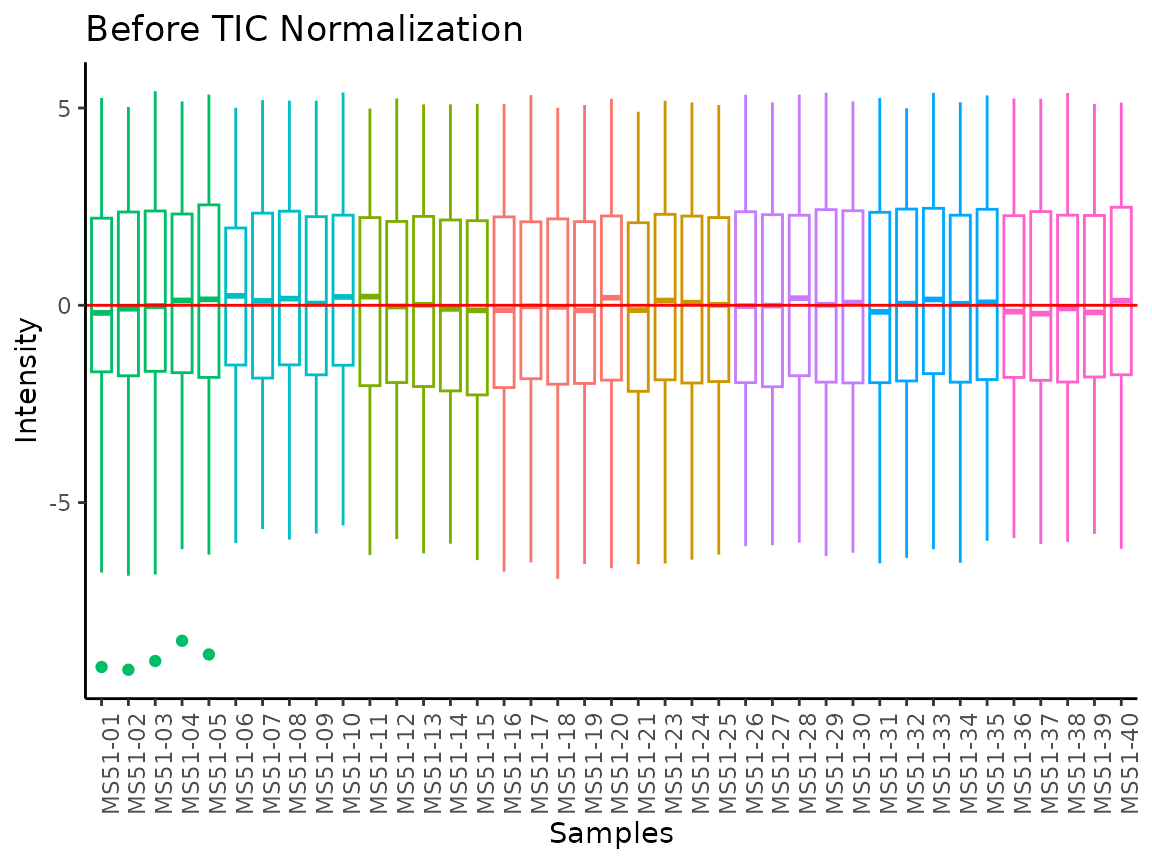 Before TIC Normalization
Intensity
5
0
-5
MS51-01
MS51-02
MS51-03
MS51-04
MS51-05
MS51-06
MS51-07
MS51-08
MS51-09
MS51-10
MS51-11
MS51-12
MS51-13
MS51-14
MS51-15
MS51-16
MS51-17
MS51-18
MS51-19
MS51-20
MS51-21
MS51-23
MS51-24
MS51-25
MS51-26
MS51-27
MS51-28
MS51-29
MS51-30
MS51-31
MS51-32
MS51-33
MS51-34
MS51-35
MS51-36
MS51-37
MS51-38
MS51-39
MS51-40
Samples